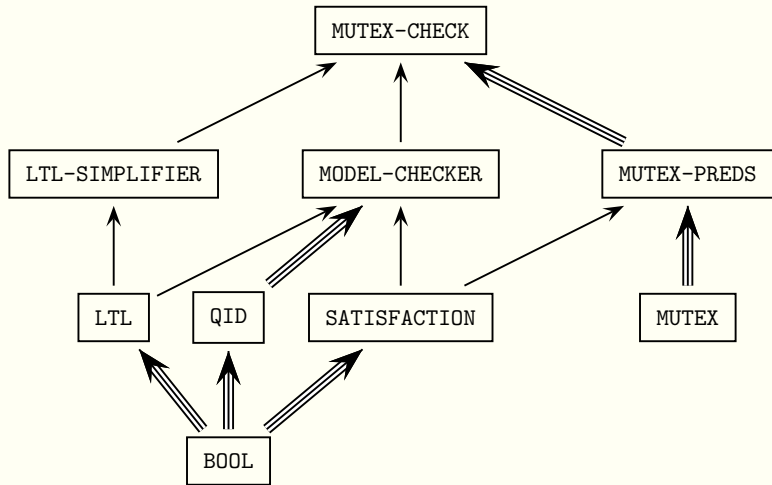 MUTEX-CHECK
LTL-SIMPLIFIER
MODEL-CHECKER
MUTEX-PREDS
LTL
QID
SATISFACTION
MUTEX
BOOL